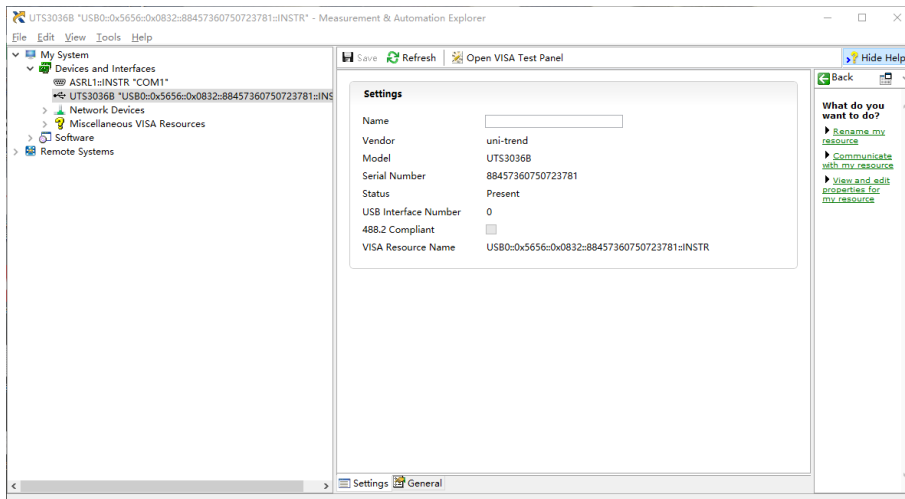 UTS3036B "USB0::0x5656::0x0832::88457360750723781::INSTR" - Measurement & Automation Explorer
File Edit View Tools Help
My System
Devices and Interfaces
ASRL1::INSTR "COM1"
UTS3036B "USB0::0x5656::0x0832::88457360750723781::INS
Network Devices
Miscellaneous VISA Resources
Software
Remote Systems
Save Refresh Open VISA Test Panel
Hide Help
Settings
Name
Vendor uni-trend
Model UTS3036B
Serial Number 88457360750723781
Status Present
USB Interface Number 0
488.2 Compliant
VISA Resource Name USB0::0x5656::0x0832::88457360750723781::INSTR
Back
What do you
want to do?
Rename my
resource
Communicate
with my resource
View and edit
properties for
my resource
Settings General